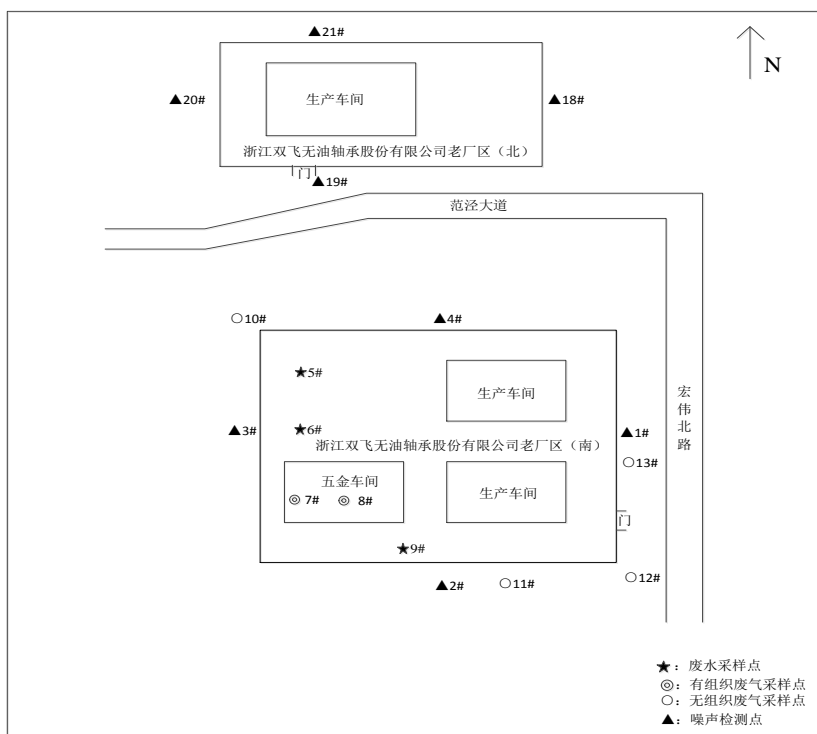 ▲21#
N
生产车间
▲20#
▲18#
浙江双飞无油轴承股份有限公司老厂区（北）
门
▲19#
范泾大道
○10#
▲4#
★5#
生产车间
宏伟北路
▲3#
★6#
▲1#
浙江双飞无油轴承股份有限公司老厂区（南）
○13#
五金车间
◎7#
◎ 8#
生产车间
门
★9#
▲2#
○11#
○12#
★：废水采样点
◎：有组织废气采样点
○：无组织废气采样点
▲：噪声检测点